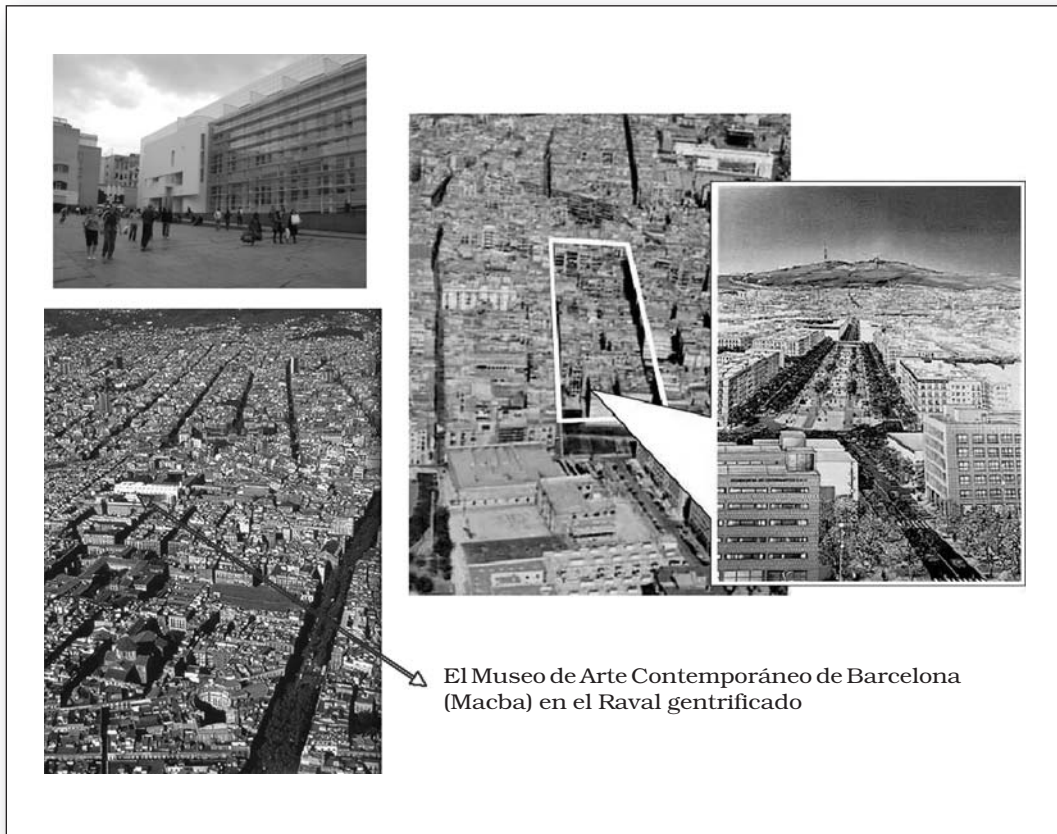 El Museo de Arte Contemporáneo de Barcelona
(Macba) en el Raval gentrificado